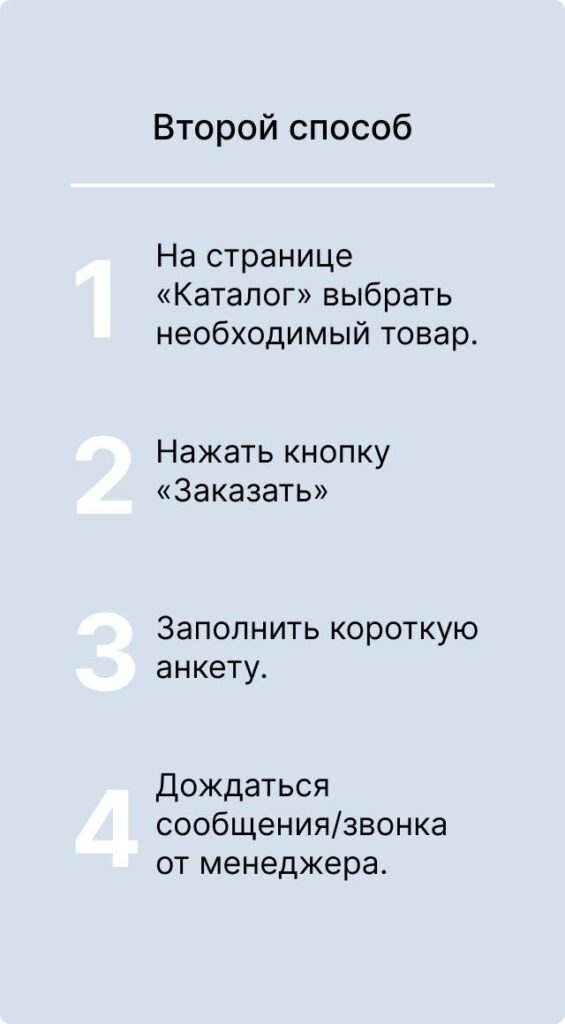 Второй способ
1
На странице
«Каталог» выбрать
необходимый товар.
2
Нажать кнопку
«Заказать»
3
Заполнить короткую
анкету.
4
Дождаться
сообщения/звонка
от менеджера.